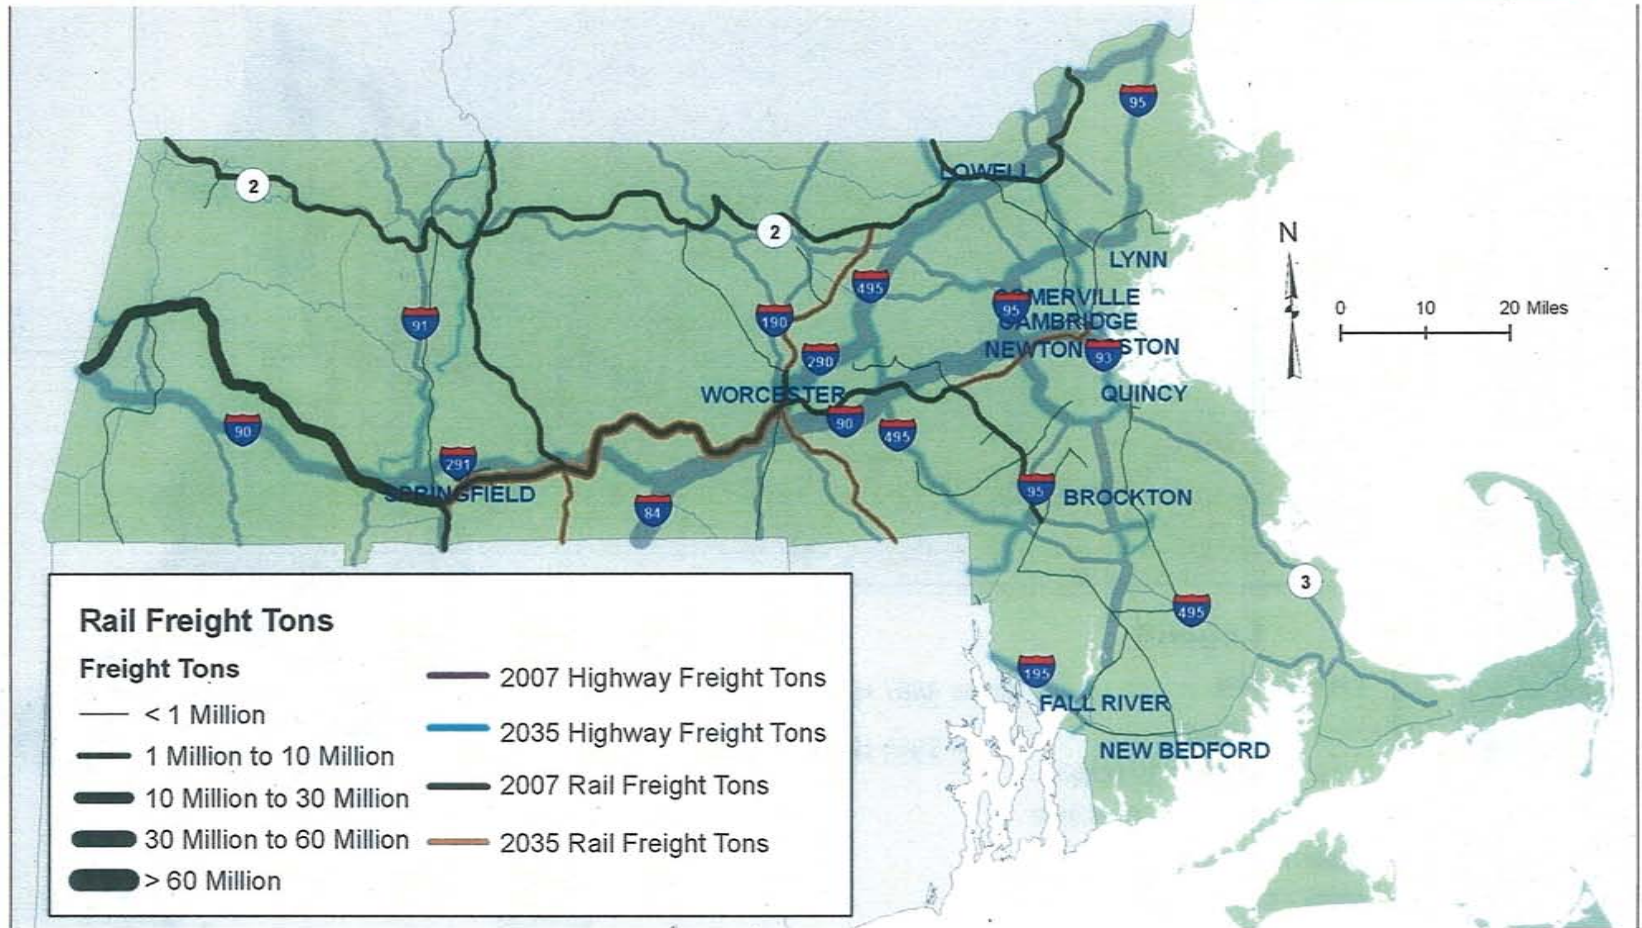 95
2
LOWELL
2
N
LYNN
495
SOMERVILLE
95
0 10 20 Miles
91
190
CAMBRIDGE
NEWTON
STON
93
290
WORCESTER
QUINCY
90
90
495
291
SPRINGFIELD
95
BROCKTON
84
3
495
195
FALL RIVER
NEW BEDFORD
Rail Freight Tons
Freight Tons
< 1 Million
1 Million to 10 Million
10 Million to 30 Million
30 Million to 60 Million
> 60 Million
2007 Highway Freight Tons
2035 Highway Freight Tons
2007 Rail Freight Tons
2035 Rail Freight Tons